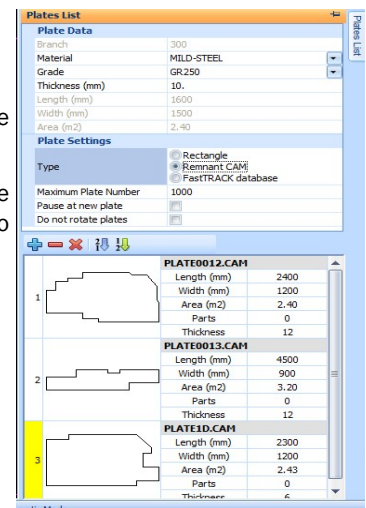 Plates List
Plates List
Plate Data
Branch 300
Material MILD-STEEL
Grade GR250
Thickness (mm) 10.
Length (mm) 1600
Width (mm) 1500
Area (m2) 2.40
Plate Settings
Type
Rectangle
Remnant CAM
FastTRACK database
Maximum Plate Number 1000
Pause at new plate
Do not rotate plates
1
PLATE0012.CAM
Length (mm) 2400
Width (mm) 1200
Area (m2) 2.40
Parts 0
Thickness 12
2
PLATE0013.CAM
Length (mm) 4500
Width (mm) 900
Area (m2) 3.20
Parts 0
Thickness 12
3
PLATE1D.CAM
Length (mm) 2300
Width (mm) 1200
Area (m2) 2.43
Parts 0
Thickness 6